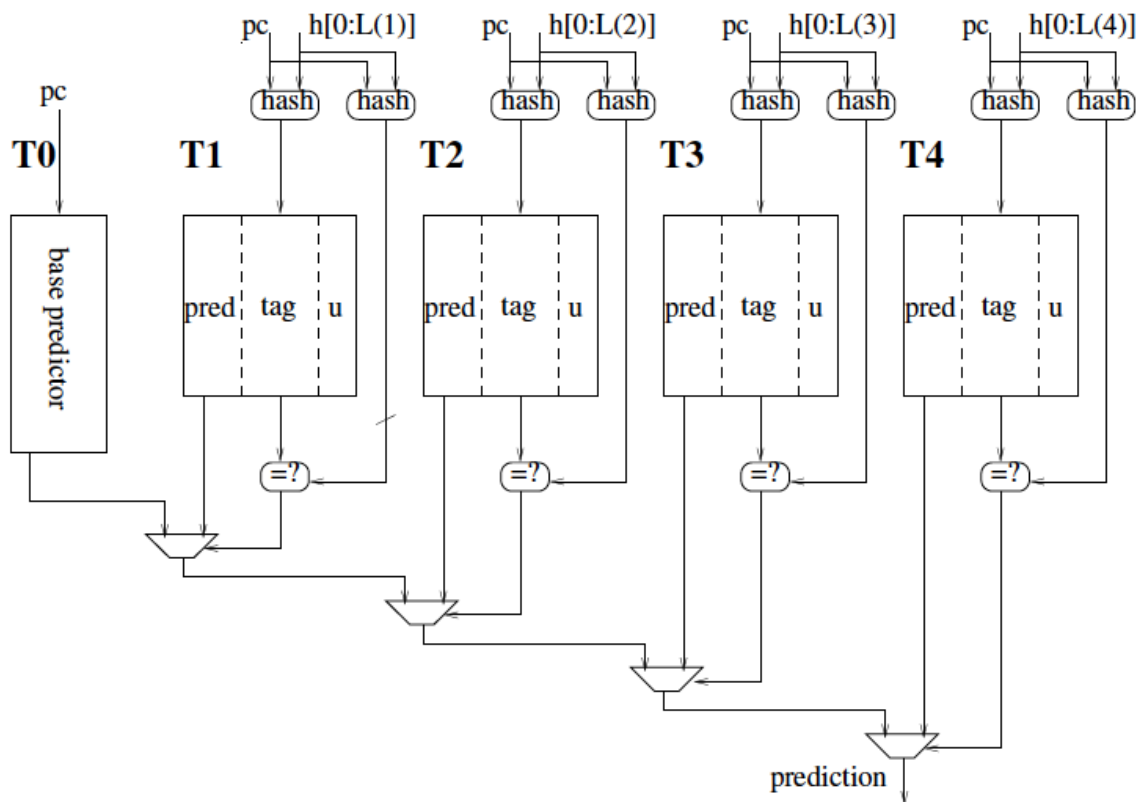 pc h[0:L(1)] pc h[0:L(2)] pc h[0:L(3)] pc h[0:L(4)]
pc hash hash hash hash hash hash hash hash
T0 T1 T2 T3 T4
base predictor
pred tag u pred tag u pred tag u pred tag u
=? =? =? =?
prediction